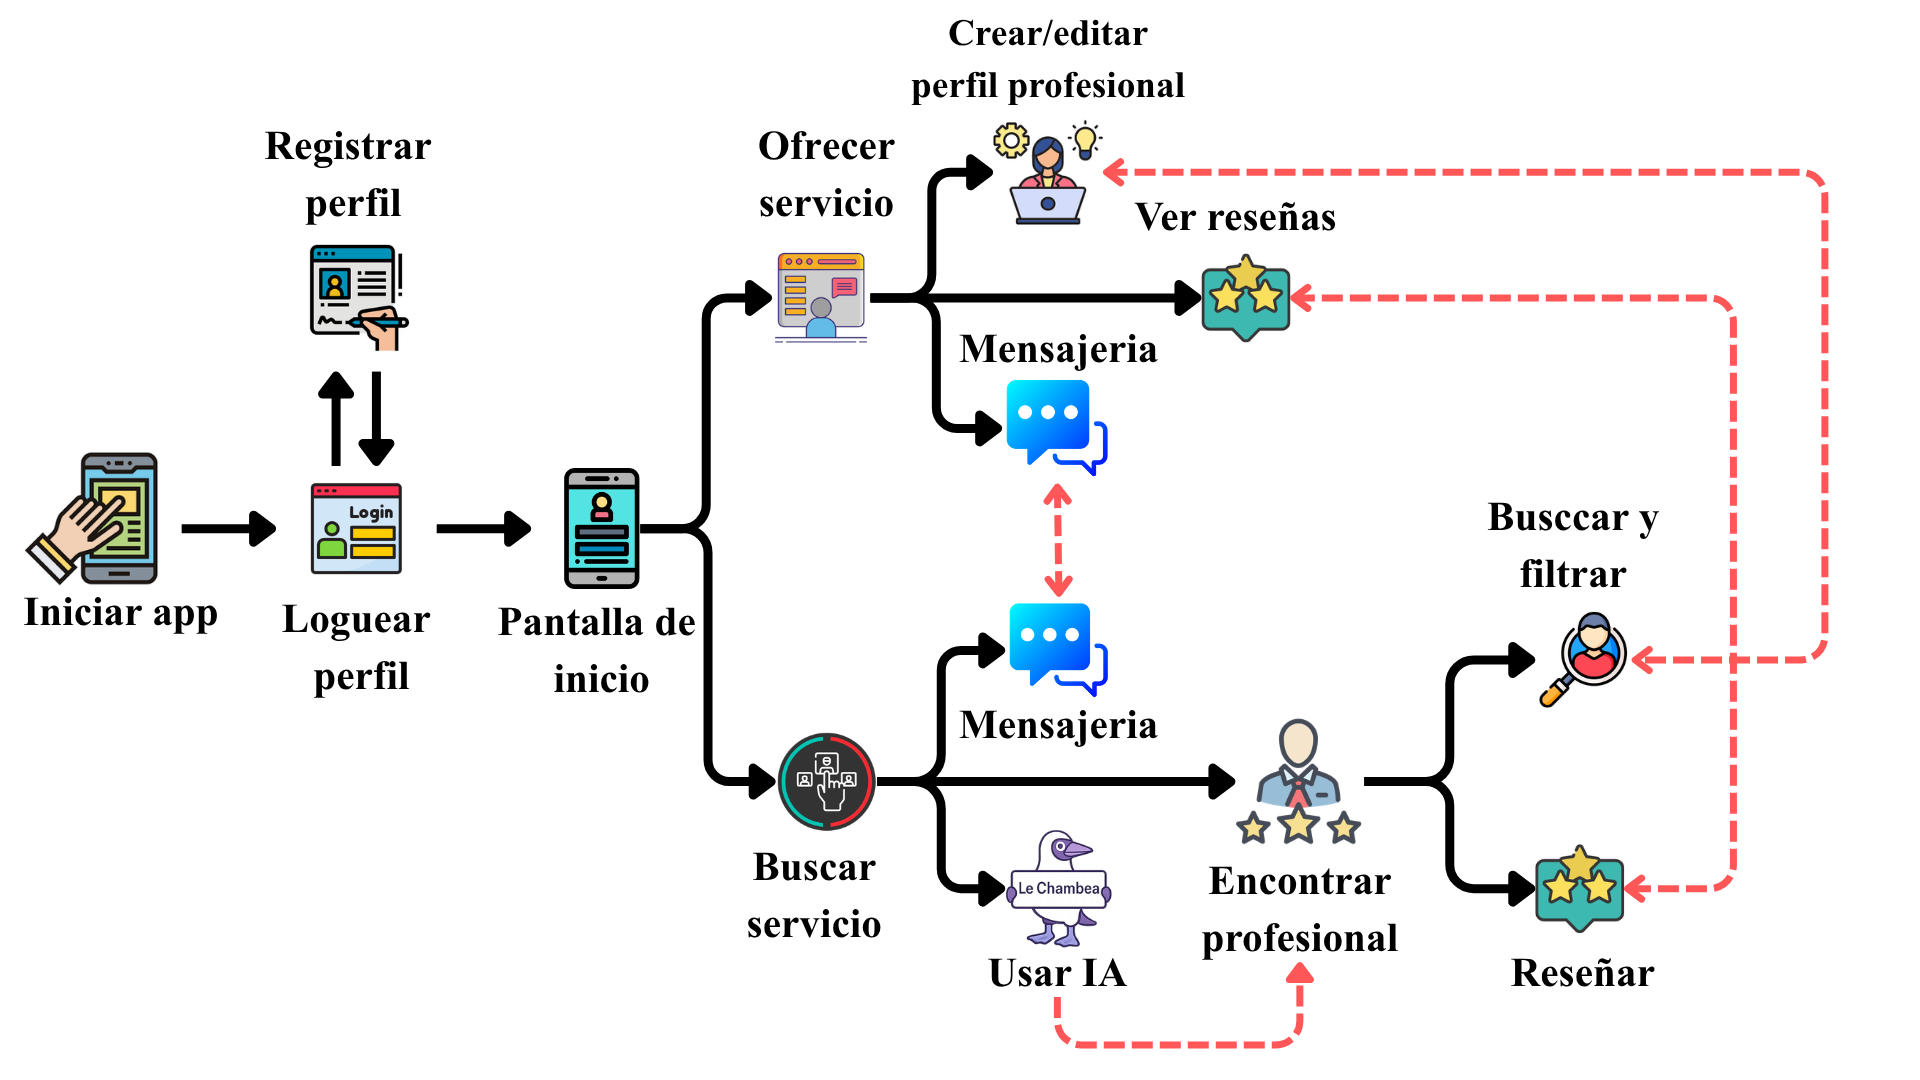 Crear/editar
perfil profesional
Registrar
perfil
Ofrecer
servicio
Ver reseñas
Mensajeria
Login
Iniciar app
Loguear
perfil
Pantalla de
inicio
Busccar y
filtrar
Mensajeria
Buscar
servicio
Le Chambea
Usar IA
Encontrar
profesional
Reseñar